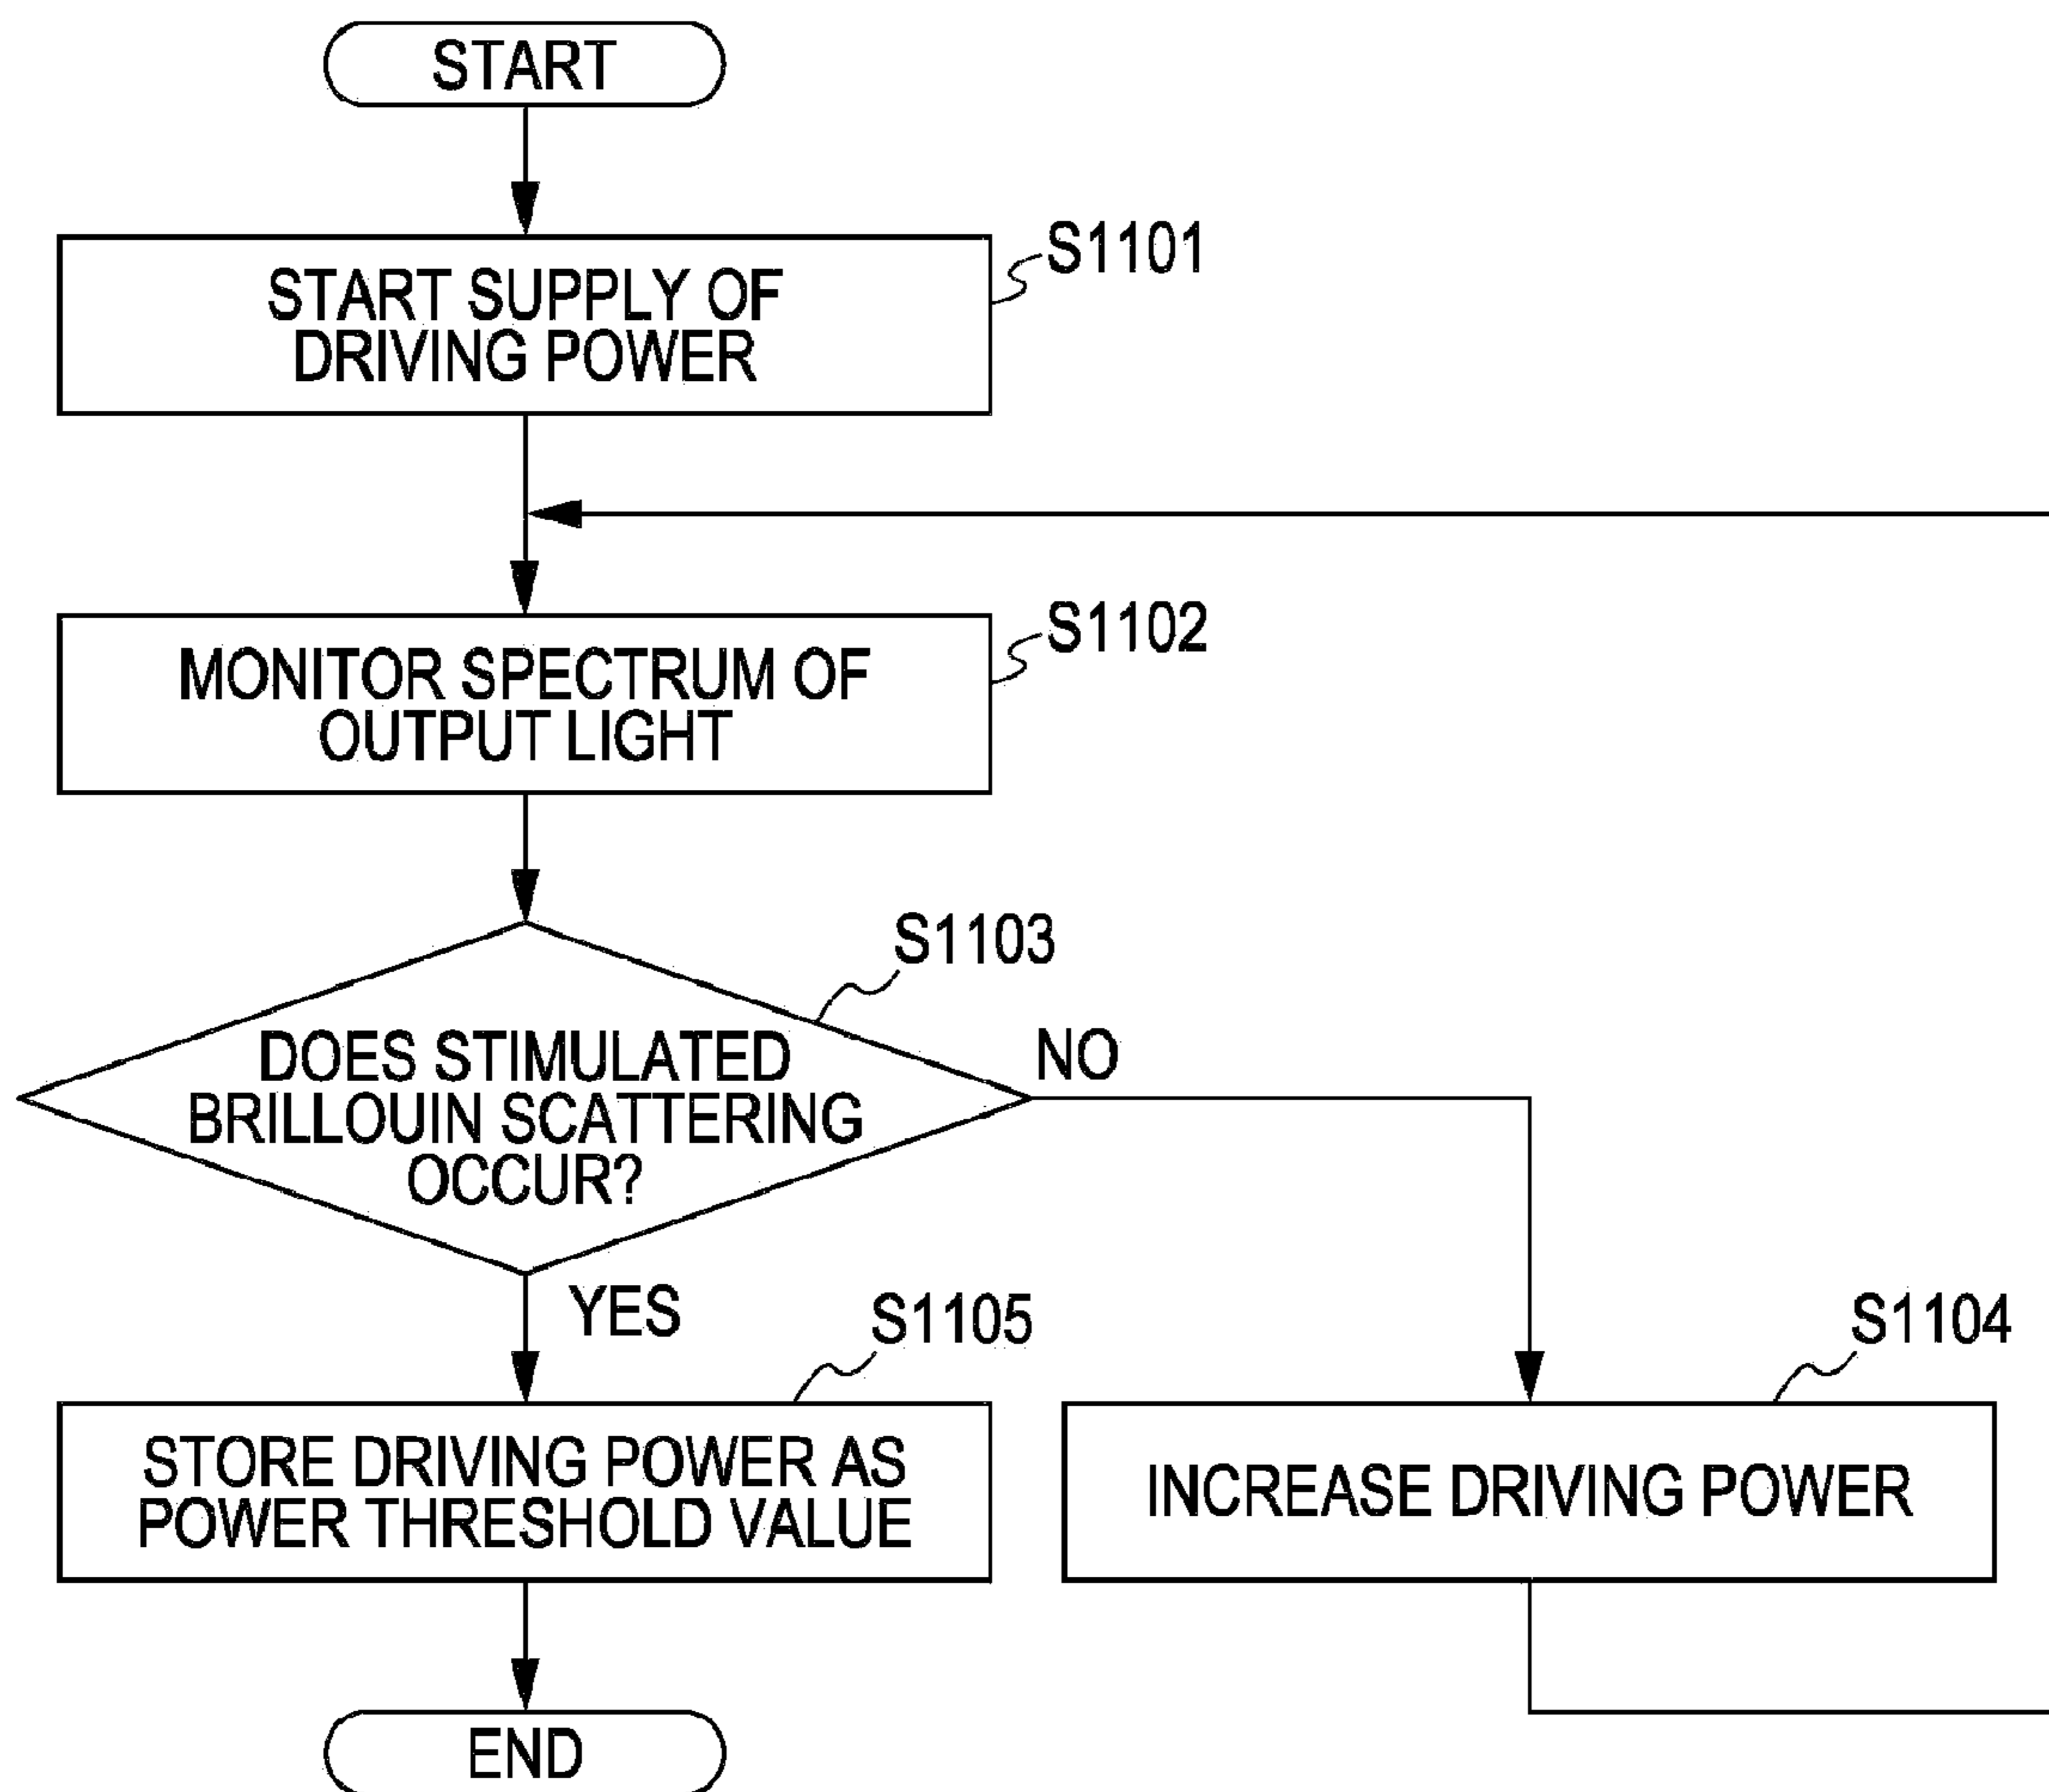 START
S1101
START SUPPLY OF
DRIVING POWER
S1102
MONITOR SPECTRUM OF
OUTPUT LIGHT
S1103
DOES STIMULATED
BRILLOUIN SCATTERING
OCCUR?
NO
YES
S1105
STORE DRIVING POWER AS
POWER THRESHOLD VALUE
S1104
INCREASE DRIVING POWER
END